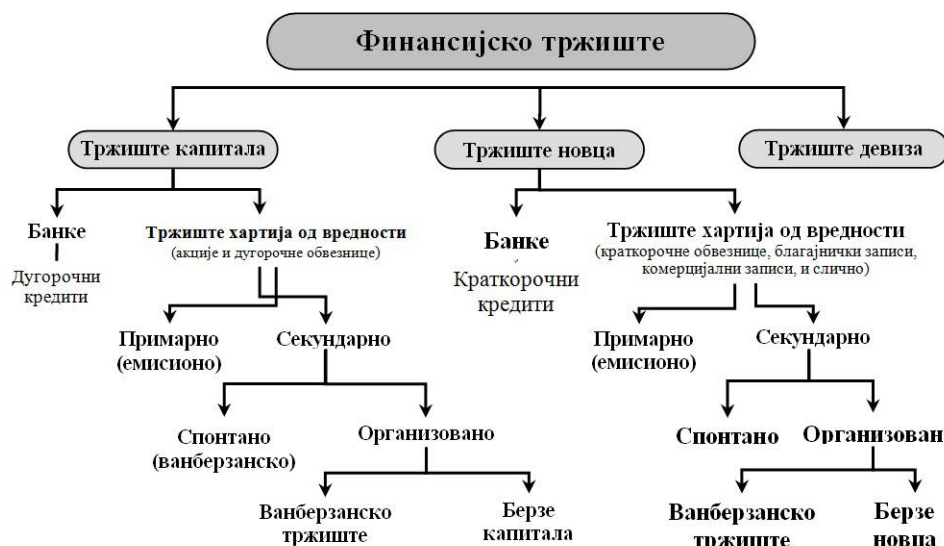 Финансијско тржиште
Тржиште капитала
Тржиште новца
Тржиште девиза
Банке
Дугорочни
кредити
Тржиште хартија од вредности
(акције и дугорочне обвезнице)
Примарно
(емисионо)
Секундарно
Спонтано
(ванберзанско)
Организовано
Ванберзанско
тржиште
Берзе
капитала
Банке
Краткорочни
кредити
Тржиште хартија од вредности
(краткорочне обвезнице, благајнички записи,
комерцијални записи, и слично)
Примарно
(емисионо)
Секундарно
Спонтано
Организован
Ванберзанско
тржиште
Берзе
новца